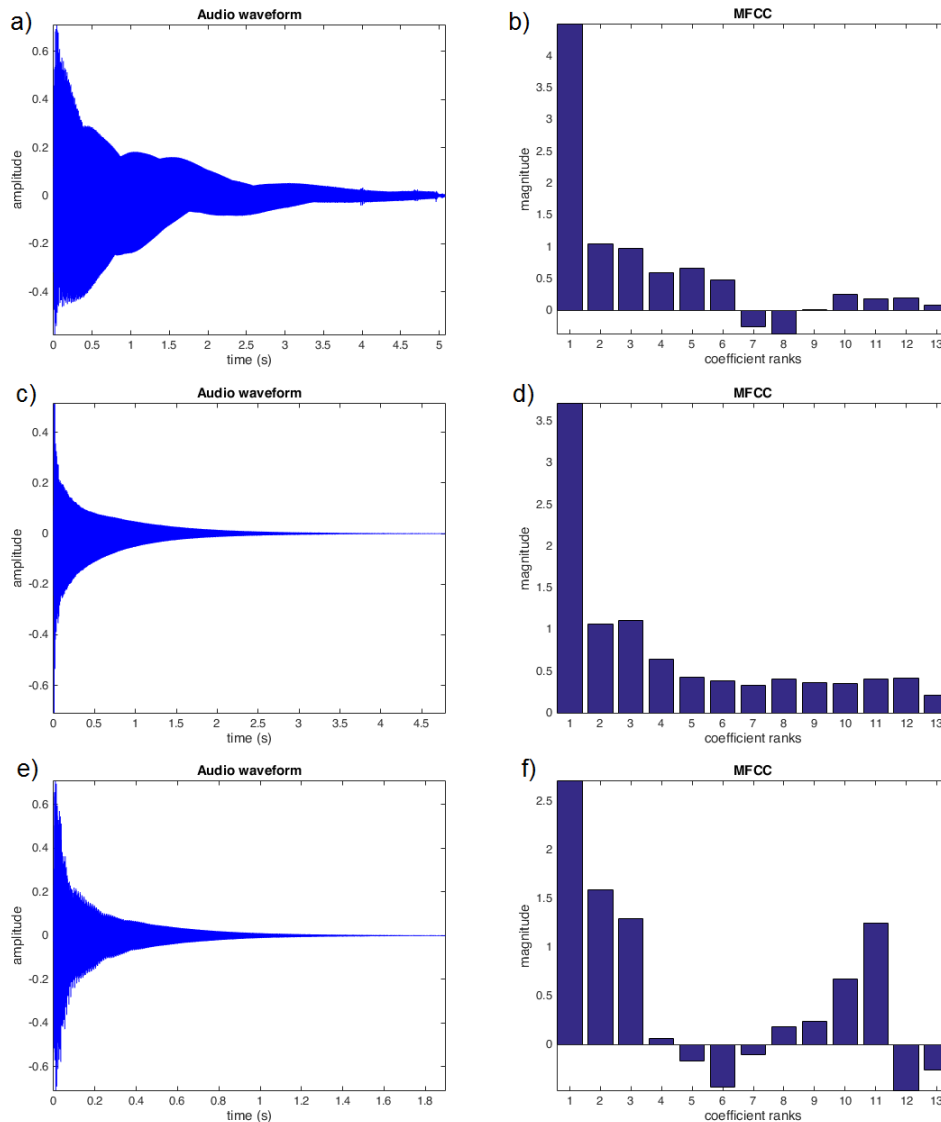 a)
Audio waveform
0.6
0.4
0.2
0
-0.2
-0.4
amplitude
0 0.5 1 1.5 2 2.5 3 3.5 4 4.5 5
time (s)
b)
MFCC
4
3.5
3
2.5
2
1.5
1
0.5
0
magnitude
1 2 3 4 5 6 7 8 9 10 11 12 13
coefficient ranks
c)
Audio waveform
0.4
0.2
0
-0.2
-0.4
-0.6
amplitude
0 0.5 1 1.5 2 2.5 3 3.5 4 4.5
time (s)
d)
MFCC
3.5
3
2.5
2
1.5
1
0.5
0
magnitude
1 2 3 4 5 6 7 8 9 10 11 12 13
coefficient ranks
e)
Audio waveform
0.6
0.4
0.2
0
-0.2
-0.4
-0.6
amplitude
0 0.2 0.4 0.6 0.8 1 1.2 1.4 1.6 1.8
time (s)
f)
MFCC
2.5
2
1.5
1
0.5
0
magnitude
1 2 3 4 5 6 7 8 9 10 11 12 13
coefficient ranks